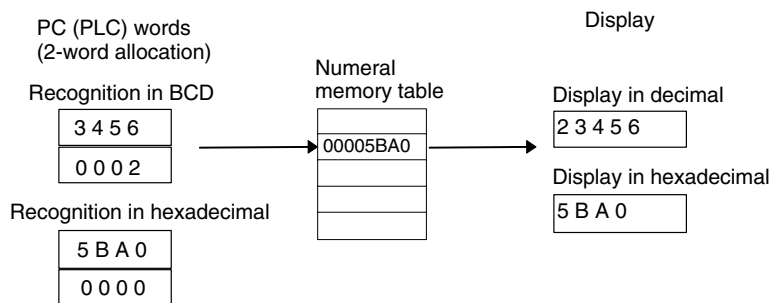 PC (PLC) words
(2-word allocation)
Recognition in BCD
3 4 5 6
0 0 0 2
Recognition in hexadecimal
5 B A 0
0 0 0 0
Numeral
memory table
00005BA0
Display
Display in decimal
2 3 4 5 6
Display in hexadecimal
5 B A 0